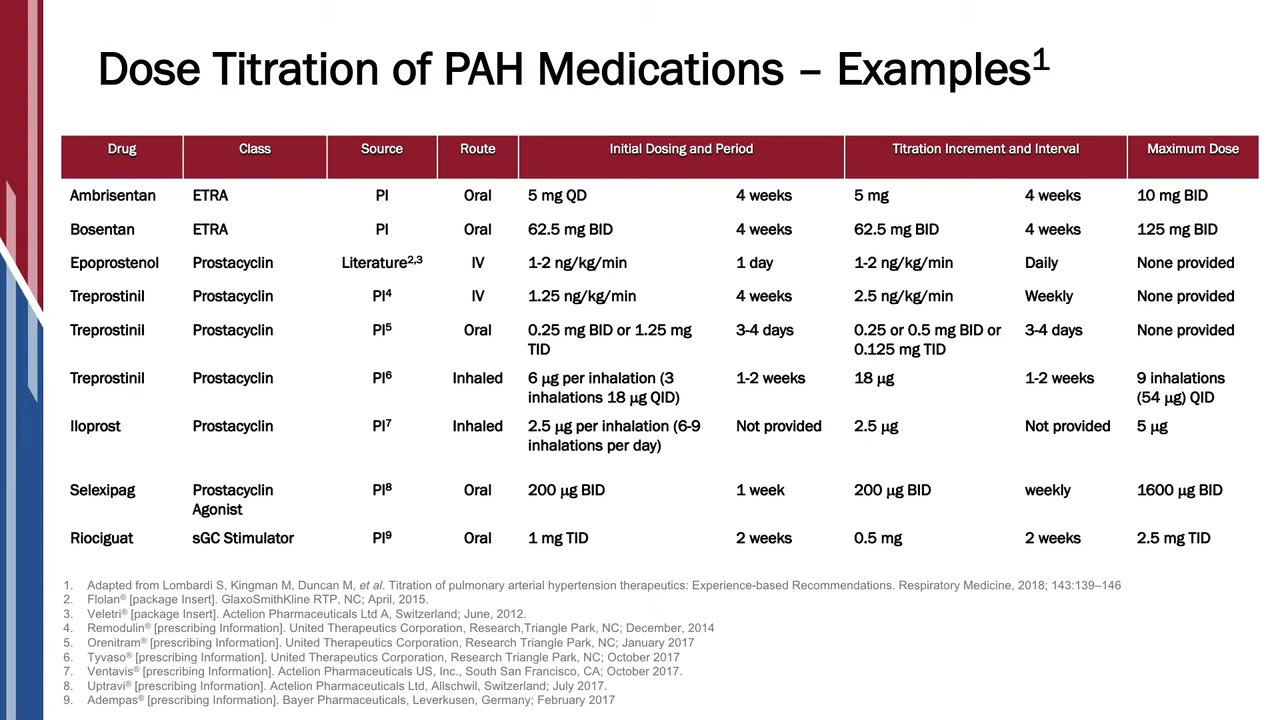 Dose Titration of PAH Medications – Examples¹
Drug Class Source Route Initial Dosing and Period Titration Increment and Interval Maximum Dose
Ambrisentan ETRA PI Oral 5 mg QD 4 weeks 5 mg 4 weeks 10 mg BID
Bosentan ETRA PI Oral 62.5 mg BID 4 weeks 62.5 mg BID 4 weeks 125 mg BID
Epoprostenol Prostacyclin Literature²,³ IV 1-2 ng/kg/min 1 day 1-2 ng/kg/min Daily None provided
Treprostinil Prostacyclin PI⁴ IV 1.25 ng/kg/min 4 weeks 2.5 ng/kg/min Weekly None provided
Treprostinil Prostacyclin PI⁵ Oral 0.25 mg BID or 1.25 mg 3-4 days 0.25 or 0.5 mg BID or 3-4 days None provided
TID 0.125 mg TID
Treprostinil Prostacyclin PI⁶ Inhaled 6 μg per inhalation (3 1-2 weeks 18 μg 1-2 weeks 9 inhalations
inhalations 18 μg QID) (54 μg) QID
Iloprost Prostacyclin PI⁷ Inhaled 2.5 μg per inhalation (6-9 Not provided 2.5 μg Not provided 5 μg
inhalations per day)
Selexipag Prostacyclin PI⁸ Oral 200 μg BID 1 week 200 μg BID weekly 1600 μg BID
Agonist
Riociguat sGC Stimulator PI⁹ Oral 1 mg TID 2 weeks 0.5 mg 2 weeks 2.5 mg TID
1. Adapted from Lombardi S, Kingman M, Duncan M, et al. Titration of pulmonary arterial hypertension therapeutics: Experience-based Recommendations. Respiratory Medicine, 2018; 143:139–146
2. Flolan® [package Insert]. GlaxoSmithKline RTP, NC; April, 2015.
3. Veletri® [package Insert]. Actelion Pharmaceuticals Ltd A, Switzerland; June, 2012.
4. Remodulin® [prescribing Information]. United Therapeutics Corporation, Research,Triangle Park, NC; December, 2014
5. Orenitram® [prescribing Information]. United Therapeutics Corporation, Research Triangle Park, NC; January 2017
6. Tyvaso® [prescribing Information]. United Therapeutics Corporation, Research Triangle Park, NC; October 2017
7. Ventavis® [prescribing Information]. Actelion Pharmaceuticals US, Inc., South San Francisco, CA; October 2017.
8. Uptravi® [prescribing Information]. Actelion Pharmaceuticals Ltd, Allschwil, Switzerland; July 2017.
9. Adempas® [prescribing Information]. Bayer Pharmaceuticals, Leverkusen, Germany; February 2017